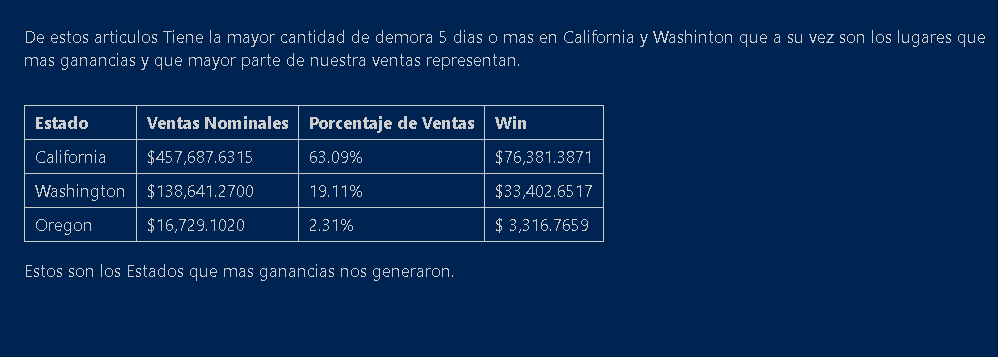 De estos articulos Tiene la mayor cantidad de demora 5 dias o mas en California y Washinton que a su vez son los lugares que
mas ganancias y que mayor parte de nuestra ventas representan.
Estado Ventas Nominales Porcentaje de Ventas Win
California $457,687.6315 63.09% $76,381.3871
Washington $138,641.2700 19.11% $33,402.6517
Oregon $16,729.1020 2.31% $ 3,316.7659
Estos son los Estados que mas ganancias nos generaron.